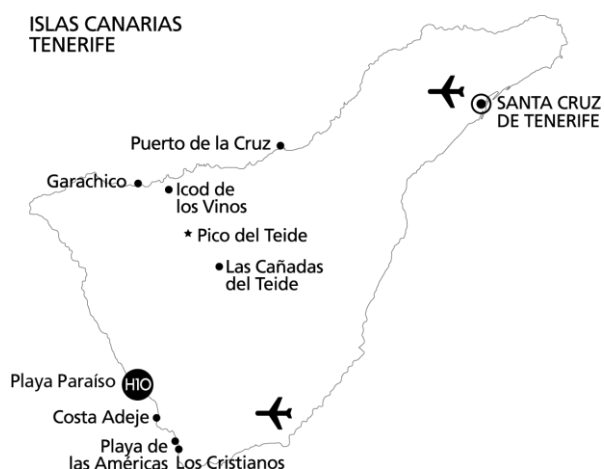 ISLAS CANARIAS
TENERIFE
SANTA CRUZ
DE TENERIFE
Puerto de la Cruz
Garachico
Icod de
los Vinos
Pico del Teide
Las Cañadas
del Teide
Playa Paraíso
H10
Costa Adeje
Playa de
las Américas
Los Cristianos